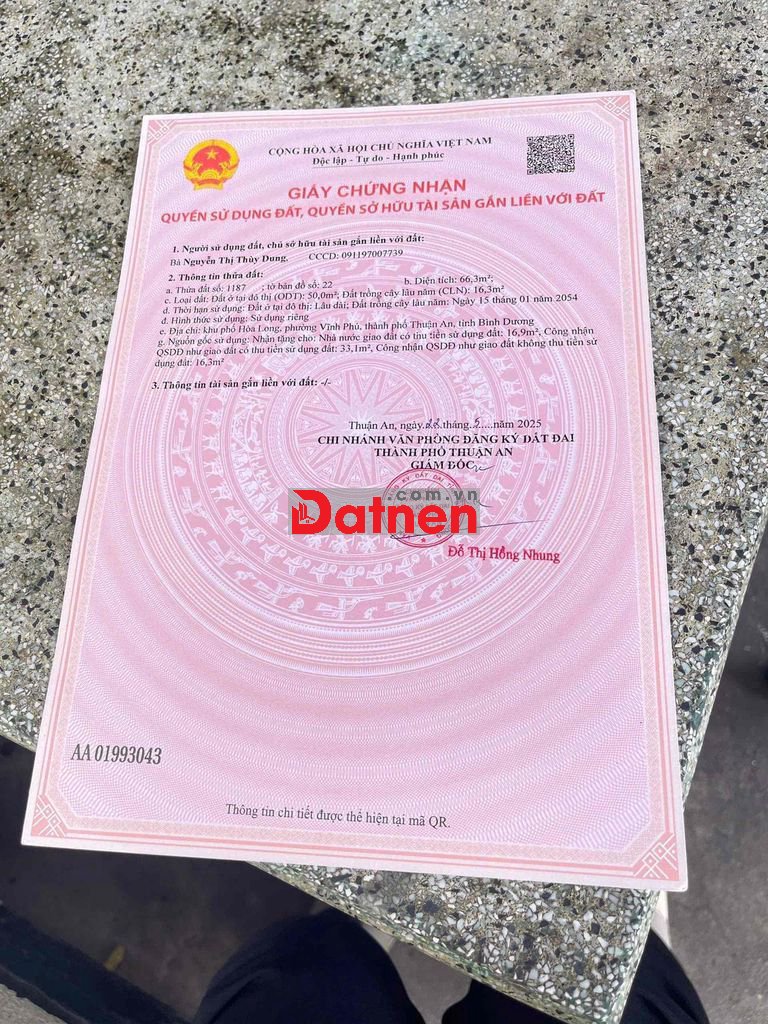 CỘNG HÒA XÃ HỘI CHỦ NGHĨA VIỆT NAM
Độc lập - Tự do - Hạnh phúc
GIẤY CHỨNG NHẬN
QUYỀN SỬ DỤNG ĐẤT, QUYỀN SỞ HỮU TÀI SẢN GẮN LIỀN VỚI ĐẤT
1. Người sử dụng đất, chủ sở hữu tài sản gắn liền với đất:
Bà Nguyễn Thị Thùy Dung, CCCD: 091197007739
2. Thông tin thửa đất:
a. Thửa đất số: 1187 ; tờ bản đồ số: 22 b. Diện tích: 66,3m²;
c. Loại đất: Đất ở tại đô thị (ODT): 50,0m²; Đất trồng cây lâu năm (CLN): 16,3m²
d. Thời hạn sử dụng: Đất ở tại đô thị: Lâu dài; Đất trồng cây lâu năm: Ngày 15 tháng 01 năm 2054
đ. Hình thức sử dụng: Sử dụng riêng
e. Địa chỉ: khu phố Hòa Long, phường Vĩnh Phú, thành phố Thuận An, tỉnh Bình Dương
g. Nguồn gốc sử dụng: Nhận tặng cho: Nhà nước giao đất có thu tiền sử dụng đất: 16,9m², Công nhận
QSDĐ như giao đất có thu tiền sử dụng đất: 33,1m², Công nhận QSDĐ như giao đất không thu tiền sử
dụng đất: 16,3m²
3. Thông tin tài sản gắn liền với đất: -/-
Thuận An, ngày 22 tháng 5 năm 2025
CHI NHÁNH VĂN PHÒNG ĐĂNG KÝ ĐẤT ĐAI
THÀNH PHỐ THUẬN AN
GIÁM ĐỐC
.com.vn
Datnen
Đỗ Thị Hồng Nhung
AA 01993043
Thông tin chi tiết được thể hiện tại mã QR.